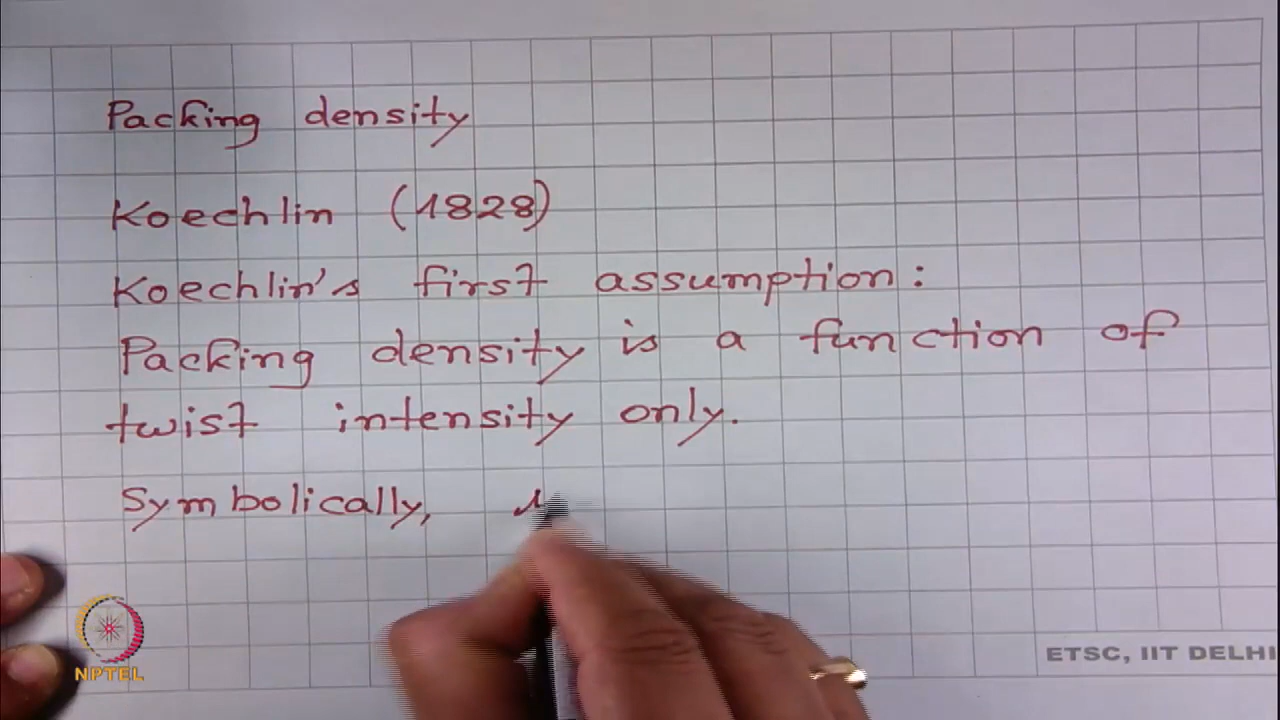 Packing density
Koechlin (1828)
Koechlin's first assumption:
Packing density is a function of
twist intensity only.
Symbolically,
NPTEL
ETSC, IIT DELHI